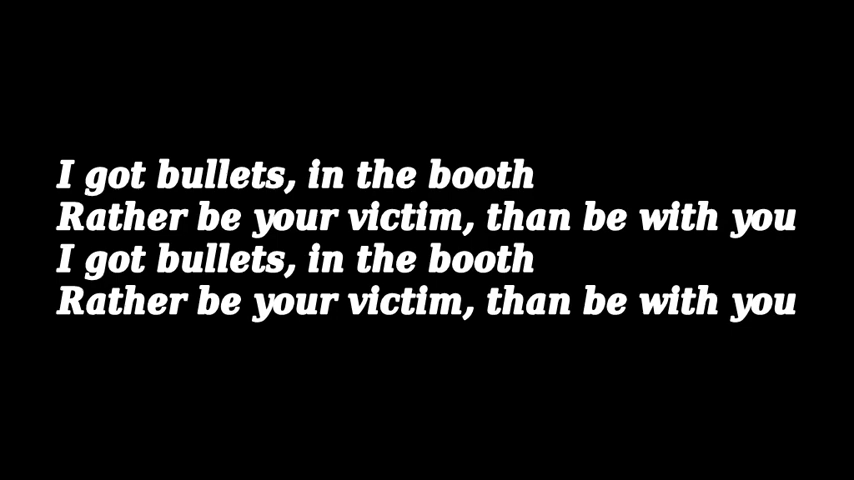 I got bullets, in the booth
Rather be your victim, than be with you
I got bullets, in the booth
Rather be your victim, than be with you